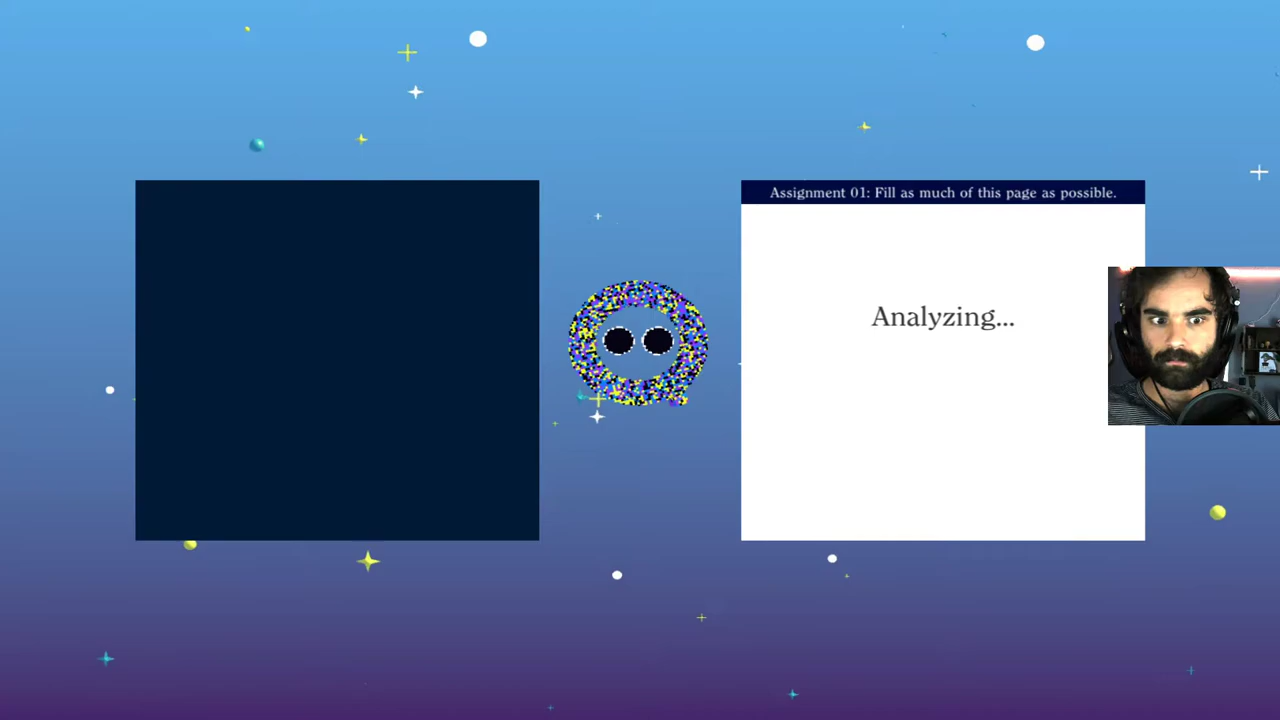 Assignment 01: Fill as much of this page as possible.
Analyzing...